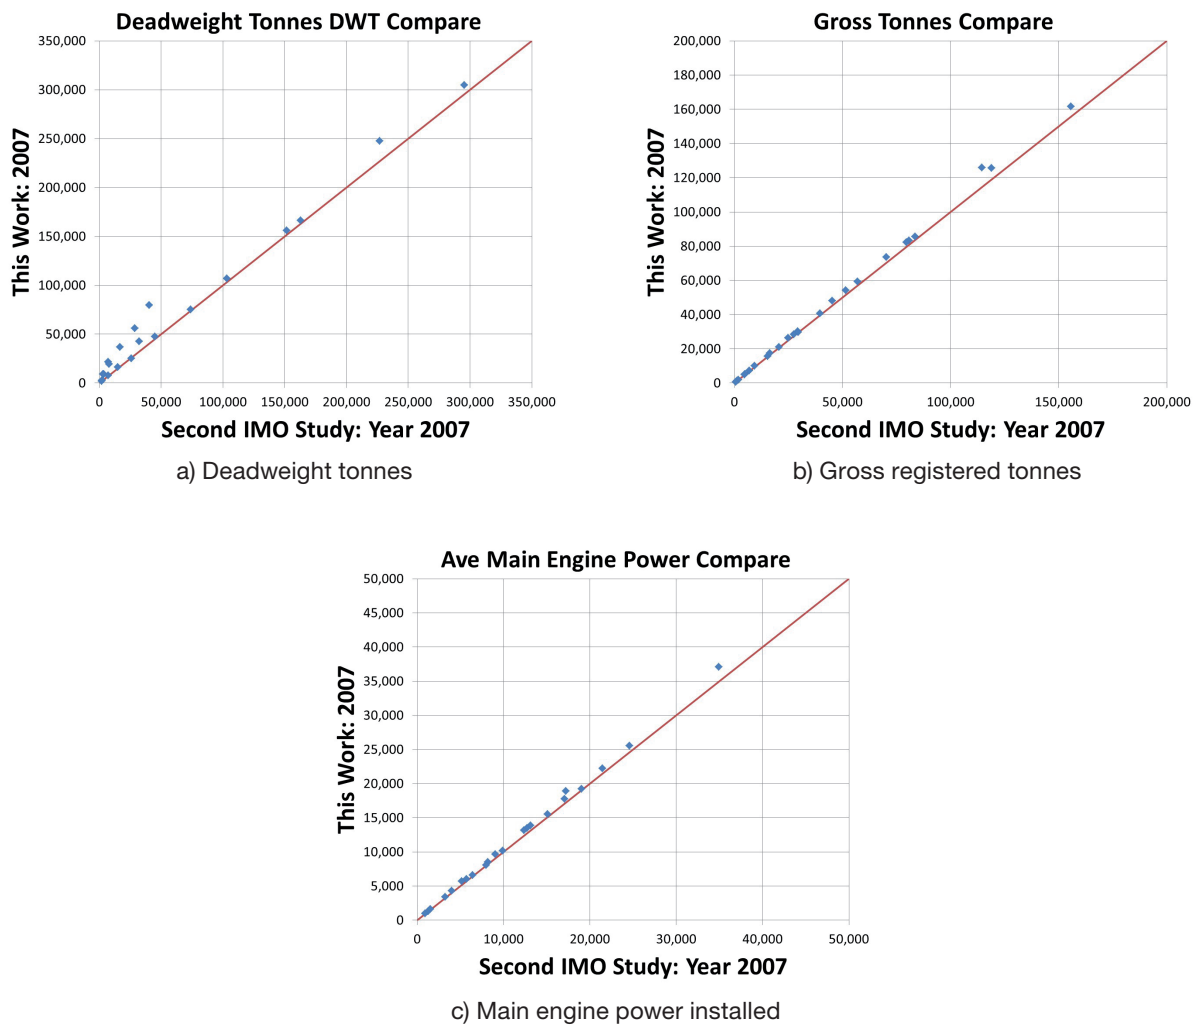 Deadweight Tonnes DWT Compare
350,000
300,000
250,000
200,000
150,000
100,000
50,000
0
This Work: 2007
0 50,000 100,000 150,000 200,000 250,000 300,000 350,000
Second IMO Study: Year 2007
a) Deadweight tonnes
Gross Tonnes Compare
200,000
180,000
160,000
140,000
120,000
100,000
80,000
60,000
40,000
20,000
0
This Work: 2007
0 50,000 100,000 150,000 200,000
Second IMO Study: Year 2007
b) Gross registered tonnes
Ave Main Engine Power Compare
50,000
45,000
40,000
35,000
30,000
25,000
20,000
15,000
10,000
5,000
0
This Work: 2007
0 10,000 20,000 30,000 40,000 50,000
Second IMO Study: Year 2007
c) Main engine power installed